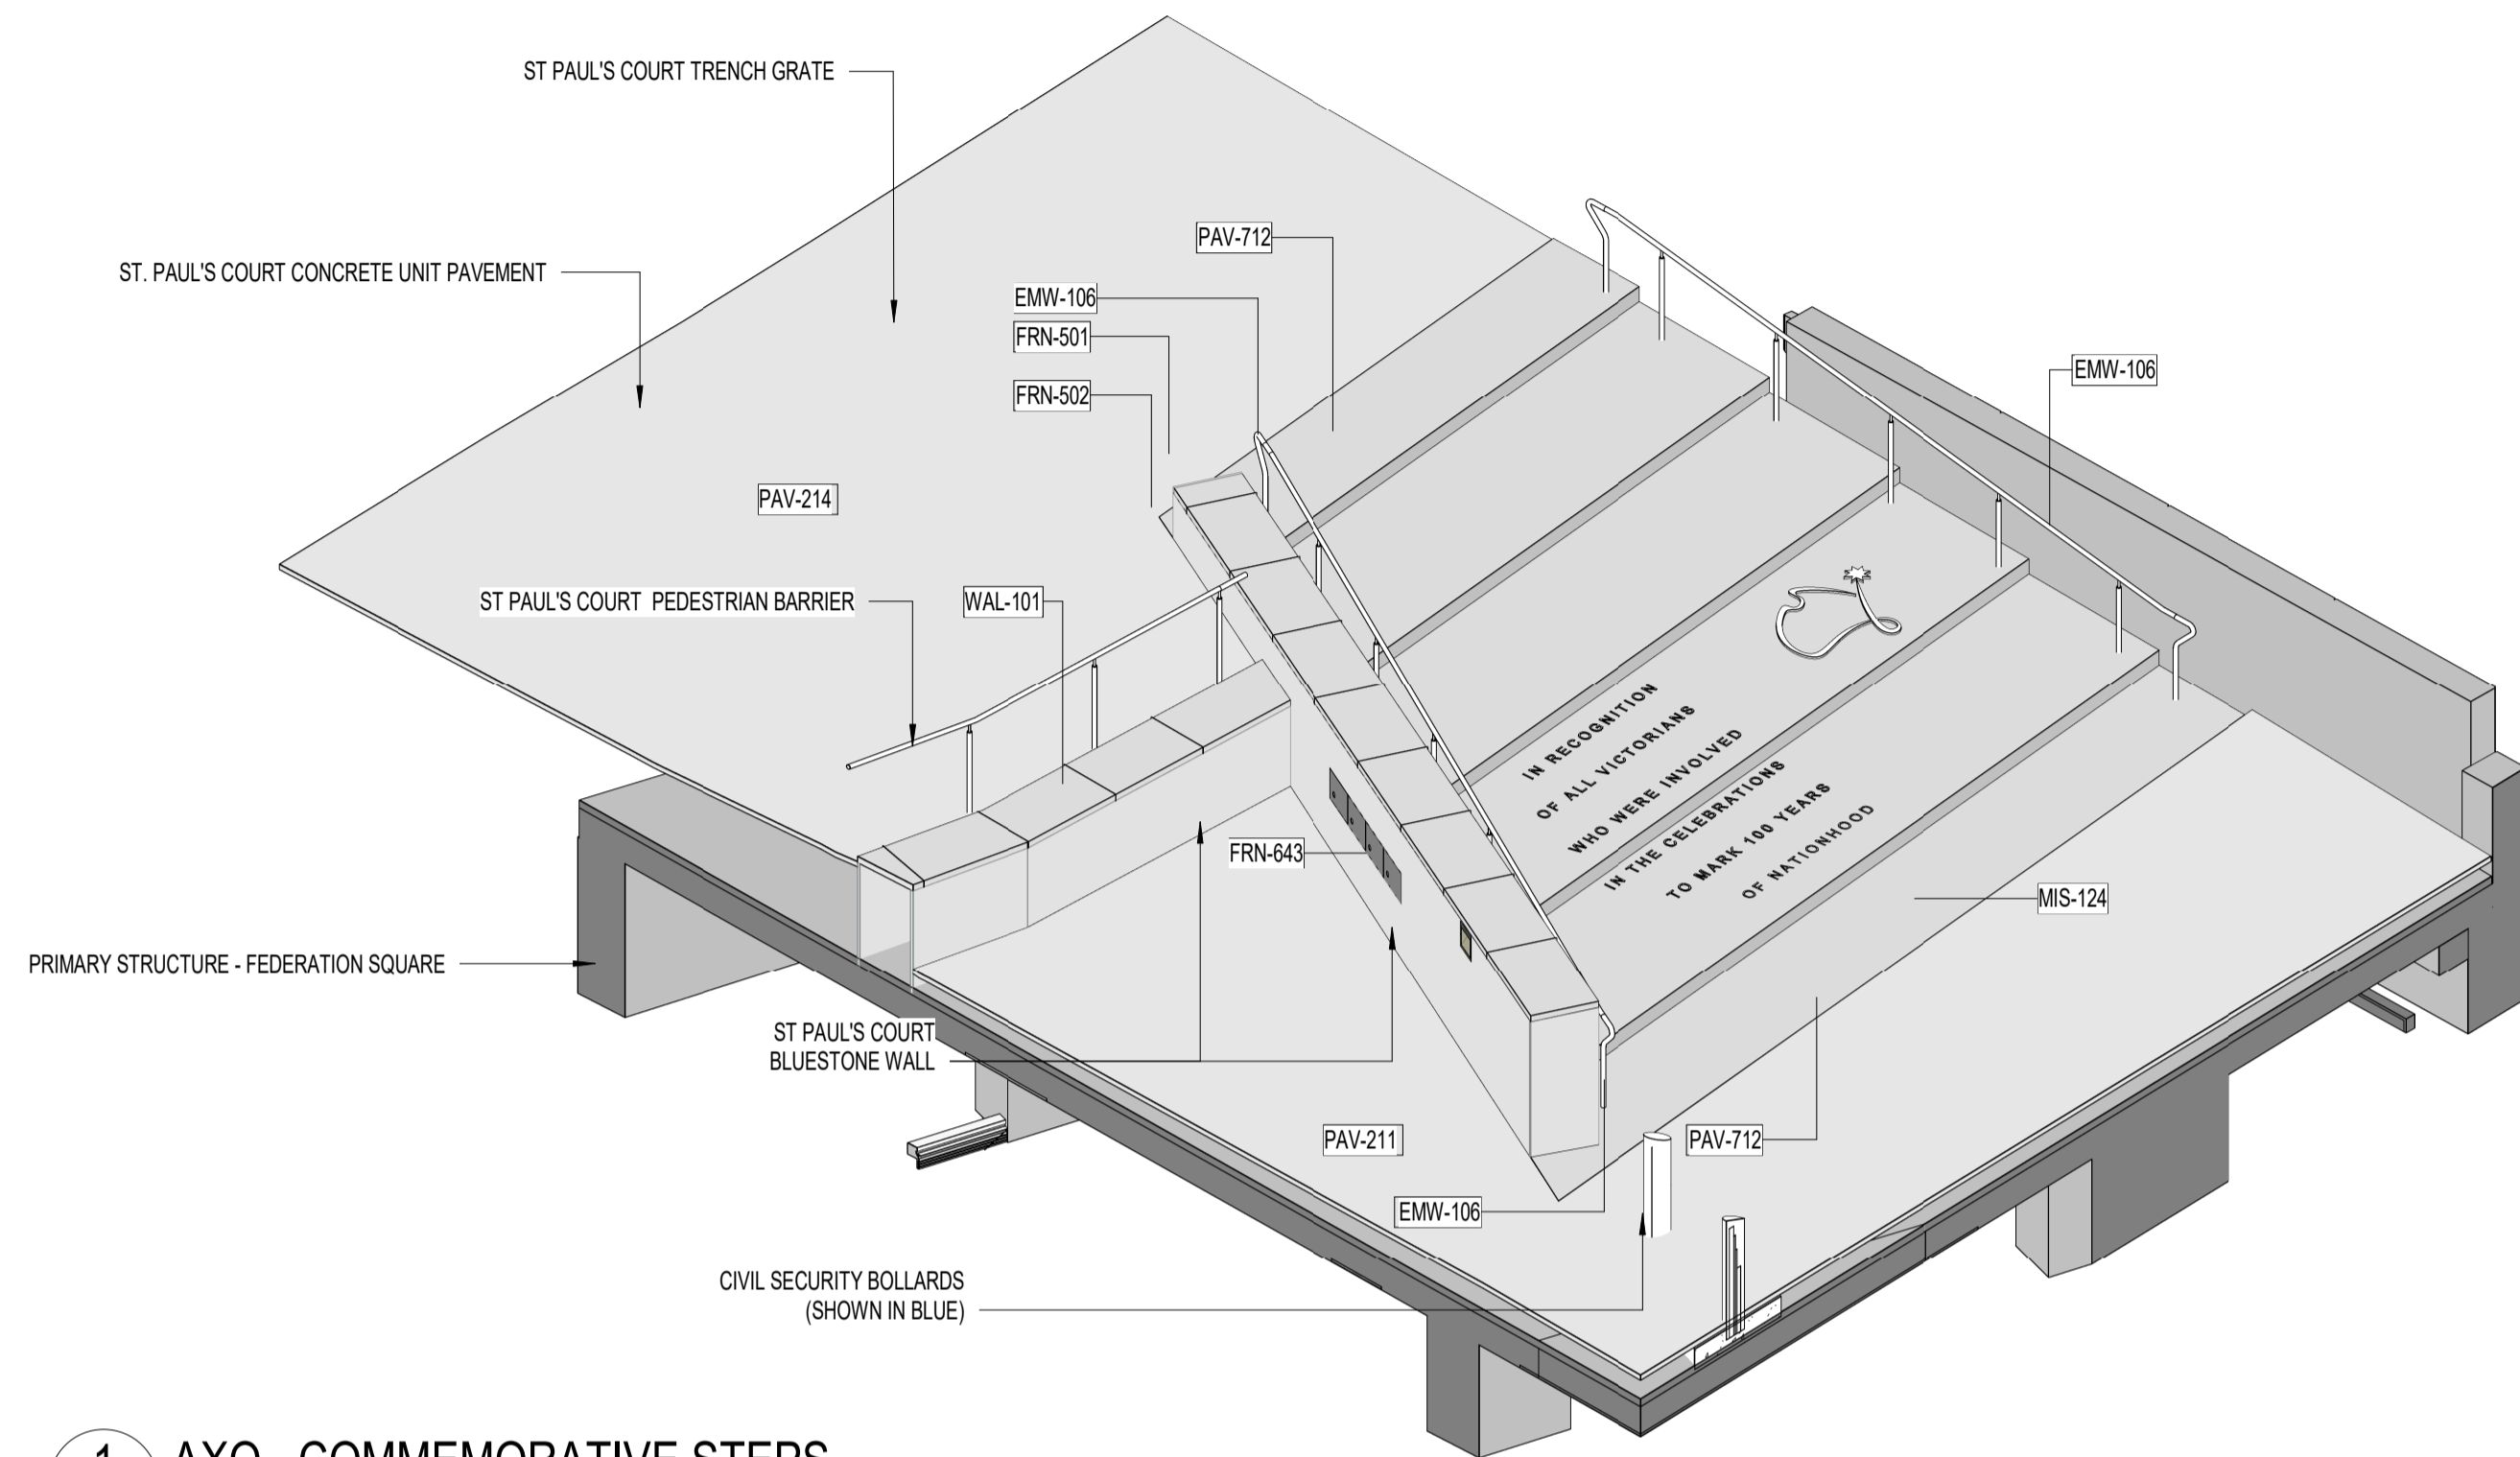 ST PAUL'S COURT TRENCH GRATE
PAV-712
ST. PAUL'S COURT CONCRETE UNIT PAVEMENT
EMW-106
FRN-501
EMW-106
FRN-502
PAV-214
ST PAUL'S COURT PEDESTRIAN BARRIER
WAL-101
IN RECOGNITION
OF ALL VICTORIANS
WHO WERE INVOLVED
IN THE CELEBRATIONS
TO MARK 100 YEARS
OF NATIONHOOD
FRN-643
MIS-124
PRIMARY STRUCTURE - FEDERATION SQUARE
ST PAUL'S COURT
BLUESTONE WALL
PAV-211
PAV-712
EMW-106
CIVIL SECURITY BOLLARDS
(SHOWN IN BLUE)
1
AXO - COMMEMORATIVE STEPS